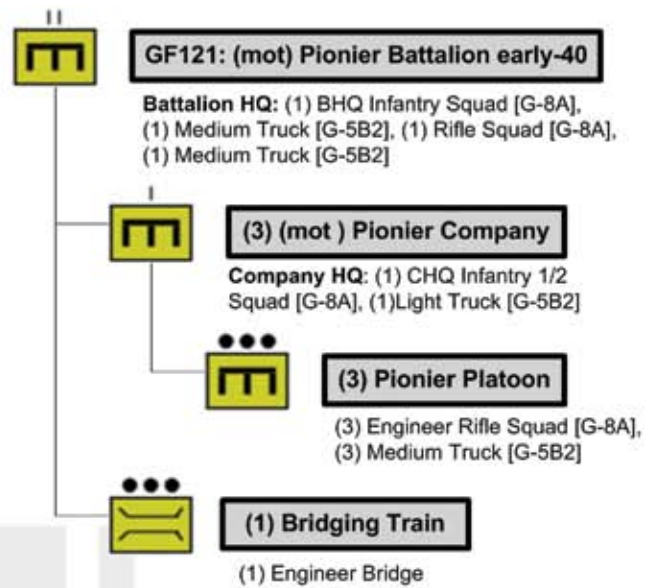 GF121: (mot) Pionier Battalion early-40
Battalion HQ: (1) BHQ Infantry Squad [G-8A],
(1) Medium Truck [G-5B2], (1) Rifle Squad [G-8A],
(1) Medium Truck [G-5B2]
(3) (mot ) Pionier Company
Company HQ: (1) CHQ Infantry 1/2
Squad [G-8A], (1)Light Truck [G-5B2]
(3) Pionier Platoon
(3) Engineer Rifle Squad [G-8A],
(3) Medium Truck [G-5B2]
(1) Bridging Train
(1) Engineer Bridge